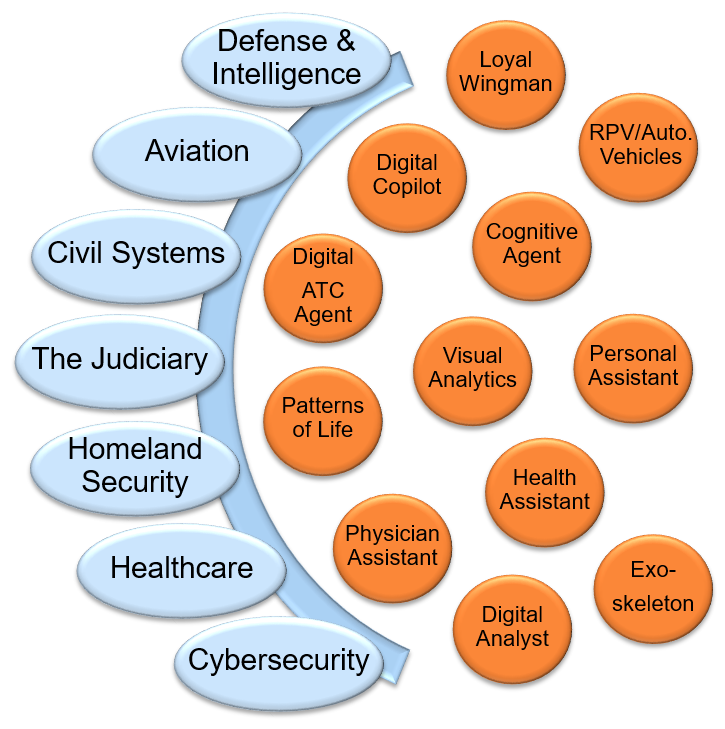 Defense &
Intelligence
Aviation
Civil Systems
The Judiciary
Homeland
Security
Healthcare
Cybersecurity
Loyal
Wingman
RPV/Auto.
Vehicles
Digital
Copilot
Cognitive
Agent
Digital
ATC
Agent
Visual
Analytics
Personal
Assistant
Patterns
of Life
Health
Assistant
Physician
Assistant
Exo-
skeleton
Digital
Analyst